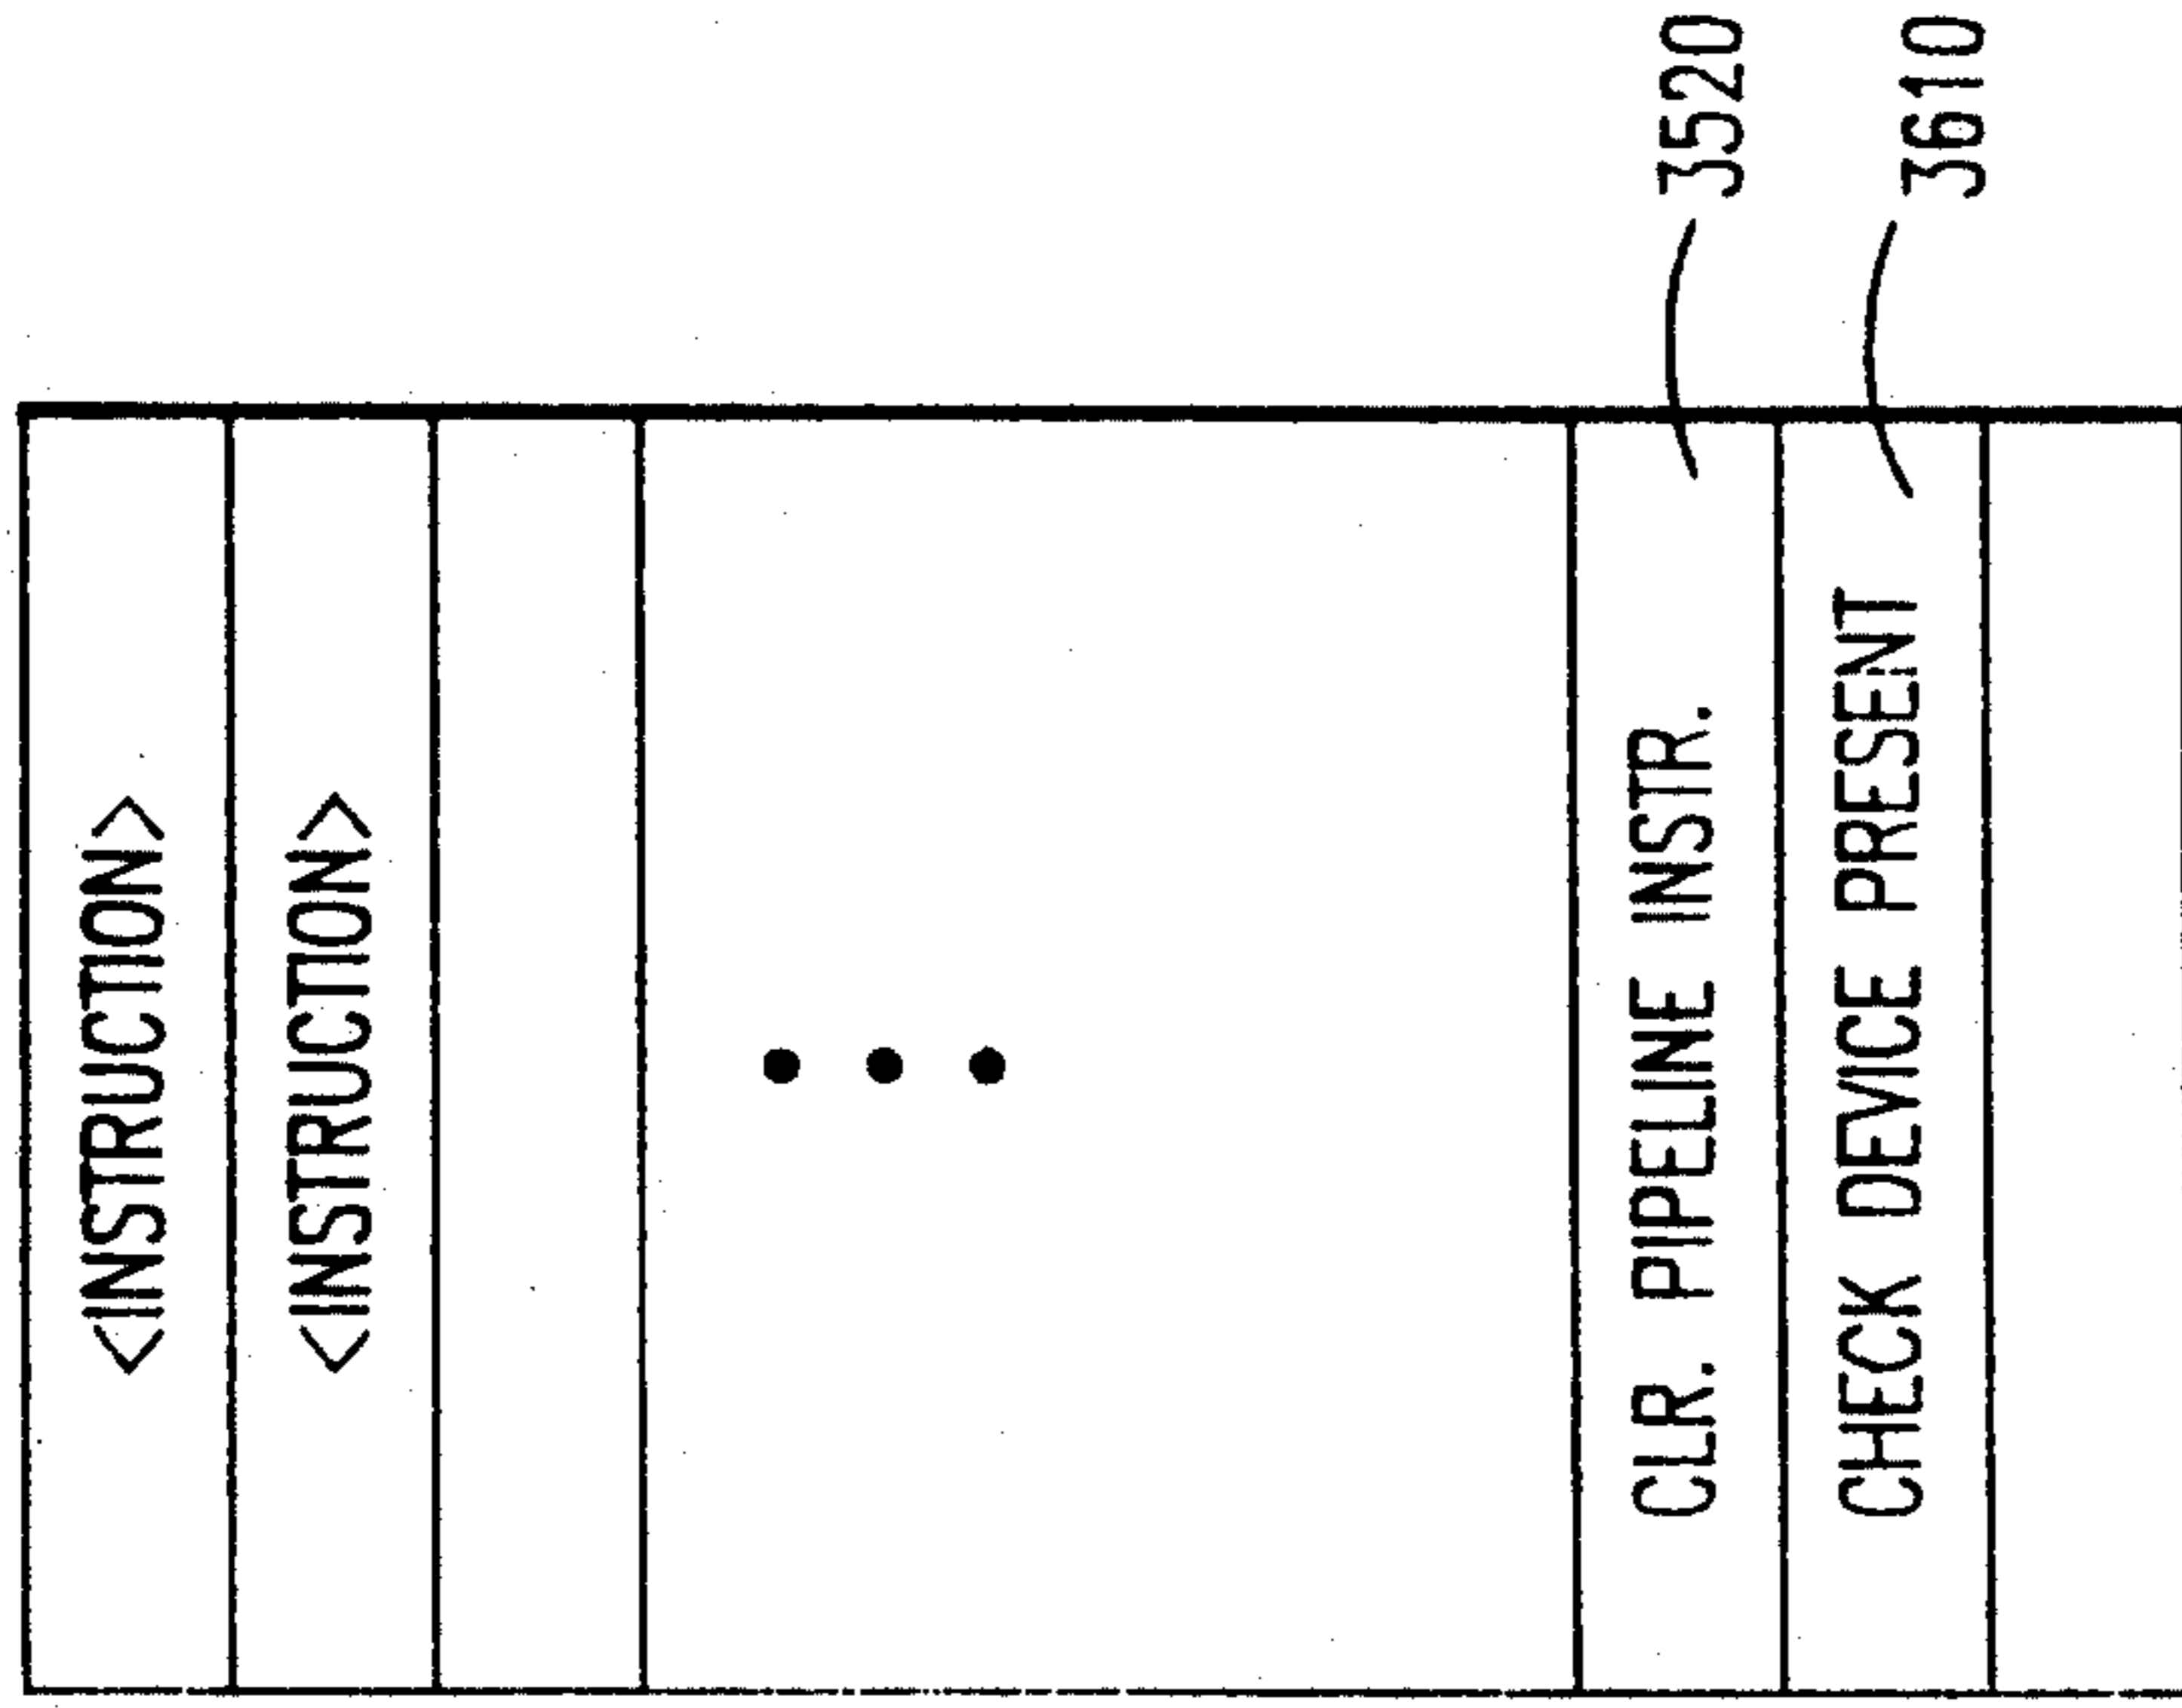 <INSTRUCTION>
<INSTRUCTION>
CLR. PIPELINE INSTR.
3520
CHECK DEVICE PRESENT
3610